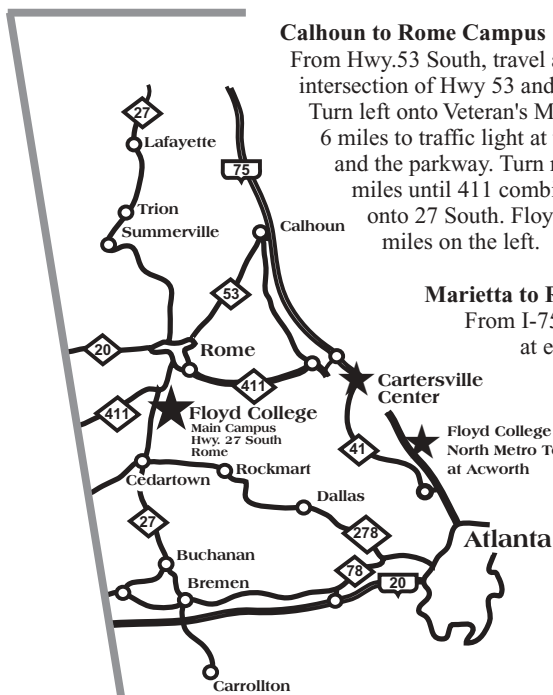 Calhoun to Rome Campus
From Hwy.53 South, travel
intersection of Hwy 53 and
Turn left onto Veteran's
6 miles to traffic light at
and the parkway. Turn
miles until 411
onto 27 South.
miles on the left.
Marietta to
From I-75
at
27
Lafayette
75
Trion
Summerville
Calhoun
53
20
Rome
411
411
Floyd College
Main Campus
Hwy. 27 South
Rome
Cartersville
Center
Floyd College
North Metro
at Acworth
41
Cedartown
Rockmart
Dallas
27
278
Atlanta
Buchanan
78
20
Bremen
Carrollton